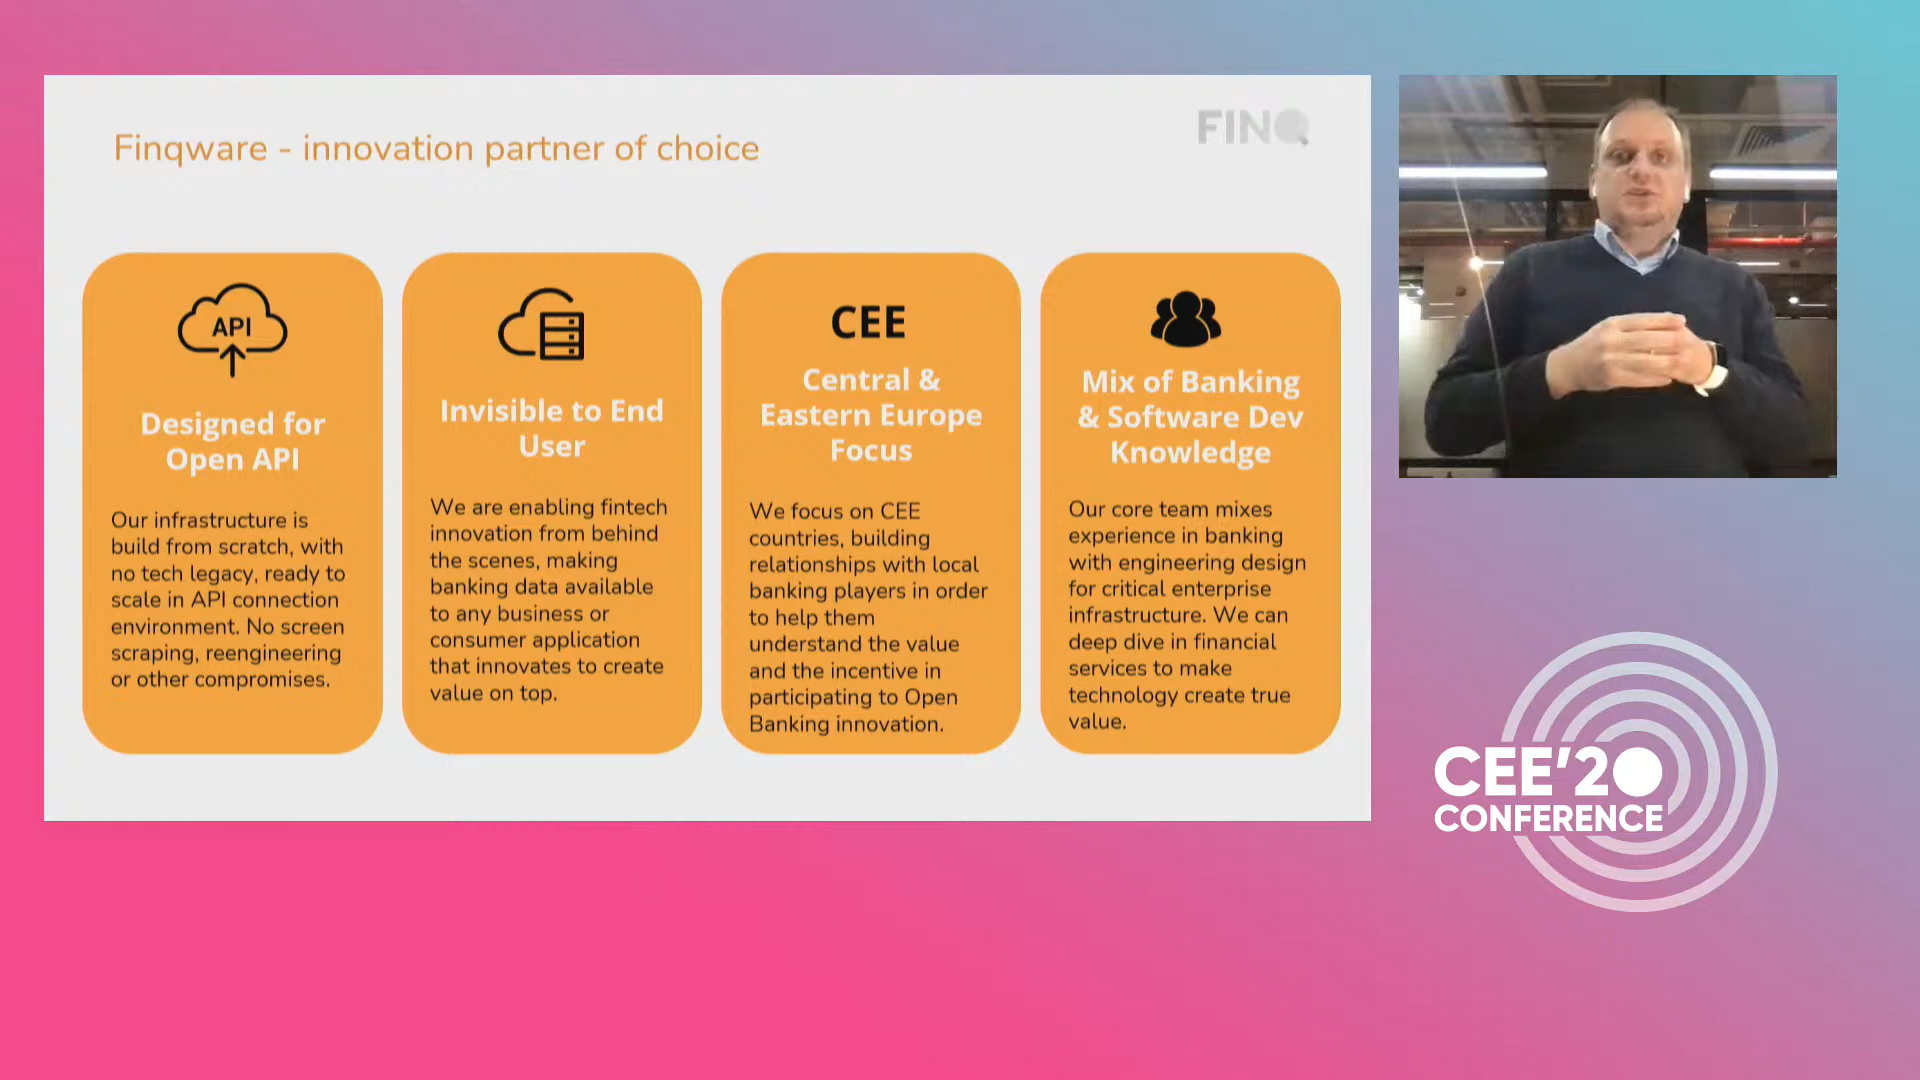 Finqware - innovation partner of choice
FINQ
API
Designed for
Open API
Our infrastructure is
build from scratch, with
no tech legacy, ready to
scale in API connection
environment. No screen
scraping, reengineering
or other compromises.
Invisible to End
User
We are enabling fintech
innovation from behind
the scenes, making
banking data available
to any business or
consumer application
that innovates to create
value on top.
CEE
Central &
Eastern Europe
Focus
We focus on CEE
countries, building
relationships with local
banking players in order
to help them
understand the value
and the incentive in
participating to Open
Banking innovation.
Mix of Banking
& Software Dev
Knowledge
Our core team mixes
experience in banking
with engineering design
for critical enterprise
infrastructure. We can
deep dive in financial
services to make
technology create true
value.
CEE'20
CONFERENCE